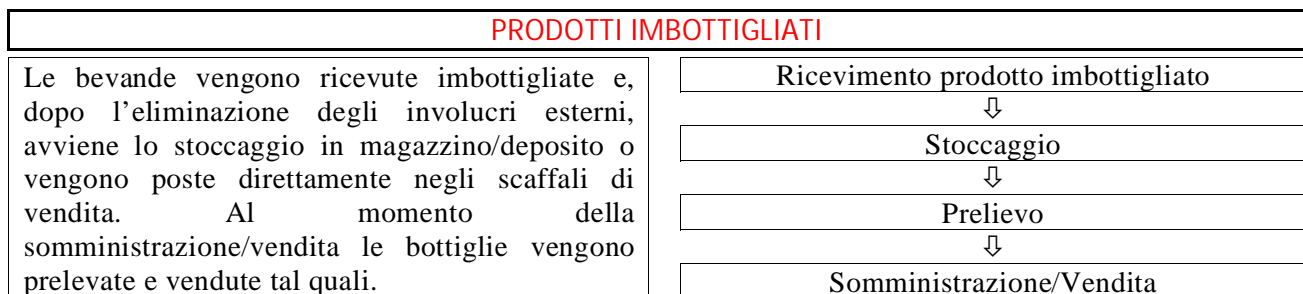 PRODOTTI IMBOTTIGLIATI
Le bevande vengono ricevute imbottigliate e,
dopo l'eliminazione degli involucri esterni,
avviene lo stoccaggio in magazzino/deposito o
vengono poste direttamente negli scaffali di
vendita. Al momento della
somministrazione/vendita le bottiglie vengono
prelevate e vendute tal quali.
Ricevimento prodotto imbottigliato
⇩
Stoccaggio
⇩
Prelievo
⇩
Somministrazione/Vendita